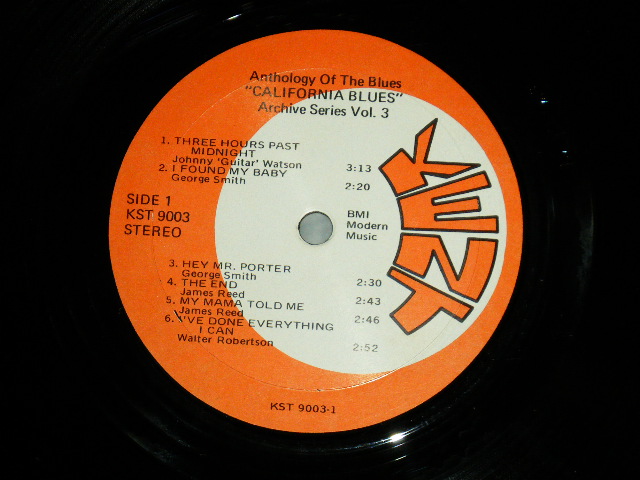 Anthology Of The Blues
"CALIFORNIA BLUES"
Archive Series Vol. 3
1. THREE HOURS PAST
MIDNIGHT
Johnny 'Guitar' Watson 3:13
2. I FOUND MY BABY
George Smith 2:20
SIDE 1
KST 9003
STEREO
BMI
Modern
Music
KENT
3. HEY MR. PORTER
George Smith 2:30
4. THE END
James Reed 2:43
5. MY MAMA TOLD ME
James Reed 2:46
6. I'VE DONE EVERYTHING
I CAN
Walter Robertson 2:52
KST 9003-1